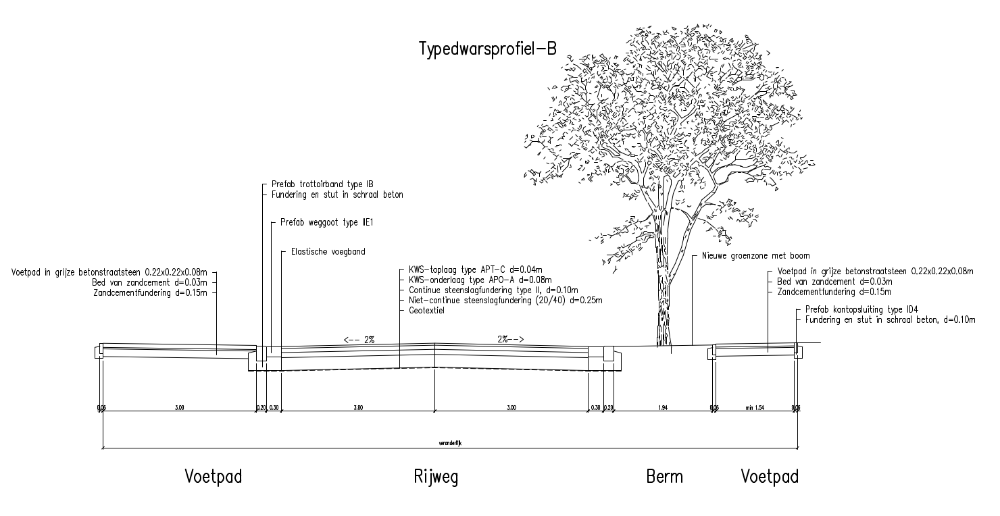 Typedwarsprofiel-B
Prefab trottoirband type IB
Fundering en stut in schraal beton
Prefab weggoot type IIE1
Elastische voegband
Nieuwe groenzone met boom
Voetpad in grijze betonstraatsteen 0.22x0.22x0.08m
Bed van zandcement d=0.03m
Zandcementfundering d=0.15m
KWS-toplaag type APT-C d=0.04m
KWS-onderlaag type APO-A d=0.08m
Continue steenslagfundering type II, d=0.10m
Niet-continue steenslagfundering (20/40) d=0.25m
Geotextiel
Voetpad in grijze betonstraatsteen 0.22x0.22x0.08m
Bed van zandcement d=0.03m
Zandcementfundering d=0.15m
Prefab kantopsluiting type ID4
Fundering en stut in schraal beton, d=0.10m
<-- 2% 2%-->
0.06 3.00 0.20 0.30 3.00 3.00 0.30 0.20 1.94 0.06 min 1.54 0.06
veranderlijk
Voetpad Rijweg Berm Voetpad